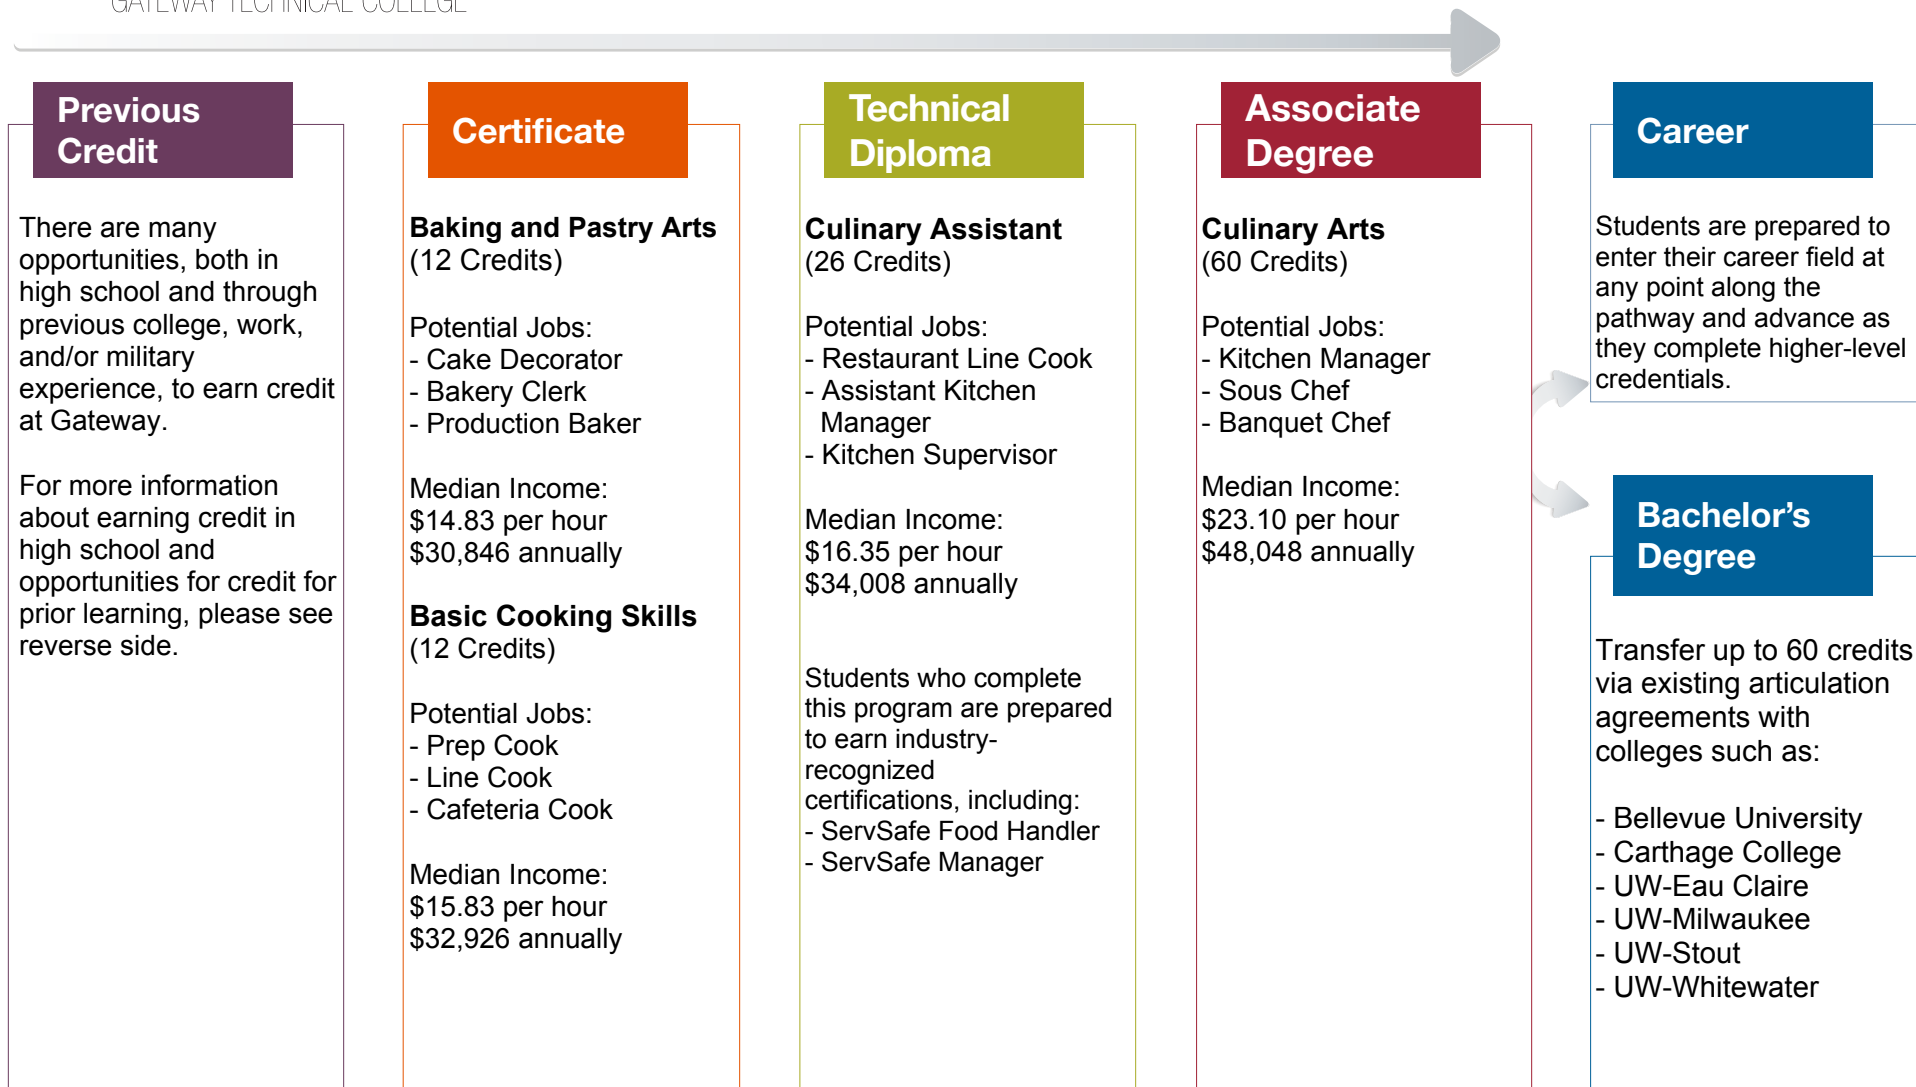 GATEWAY TECHNICAL COLLEGE
Previous
Credit
There are many
opportunities, both in
high school and through
previous college, work,
and/or military
experience, to earn credit
at Gateway.
For more information
about earning credit in
high school and
opportunities for credit for
prior learning, please see
reverse side.
Certificate
Baking and Pastry Arts
(12 Credits)
Potential Jobs:
- Cake Decorator
- Bakery Clerk
- Production Baker
Median Income:
$14.83 per hour
$30,846 annually
Basic Cooking Skills
(12 Credits)
Potential Jobs:
- Prep Cook
- Line Cook
- Cafeteria Cook
Median Income:
$15.83 per hour
$32,926 annually
Technical
Diploma
Culinary Assistant
(26 Credits)
Potential Jobs:
- Restaurant Line Cook
- Assistant Kitchen
Manager
- Kitchen Supervisor
Median Income:
$16.35 per hour
$34,008 annually
Students who complete
this program are prepared
to earn industry-
recognized
certifications, including:
- ServSafe Food Handler
- ServSafe Manager
Associate
Degree
Culinary Arts
(60 Credits)
Potential Jobs:
- Kitchen Manager
- Sous Chef
- Banquet Chef
Median Income:
$23.10 per hour
$48,048 annually
Career
Students are prepared to
enter their career field at
any point along the
pathway and advance as
they complete higher-level
credentials.
Bachelor's
Degree
Transfer up to 60 credits
via existing articulation
agreements with
colleges such as:
- Bellevue University
- Carthage College
- UW-Eau Claire
- UW-Milwaukee
- UW-Stout
- UW-Whitewater